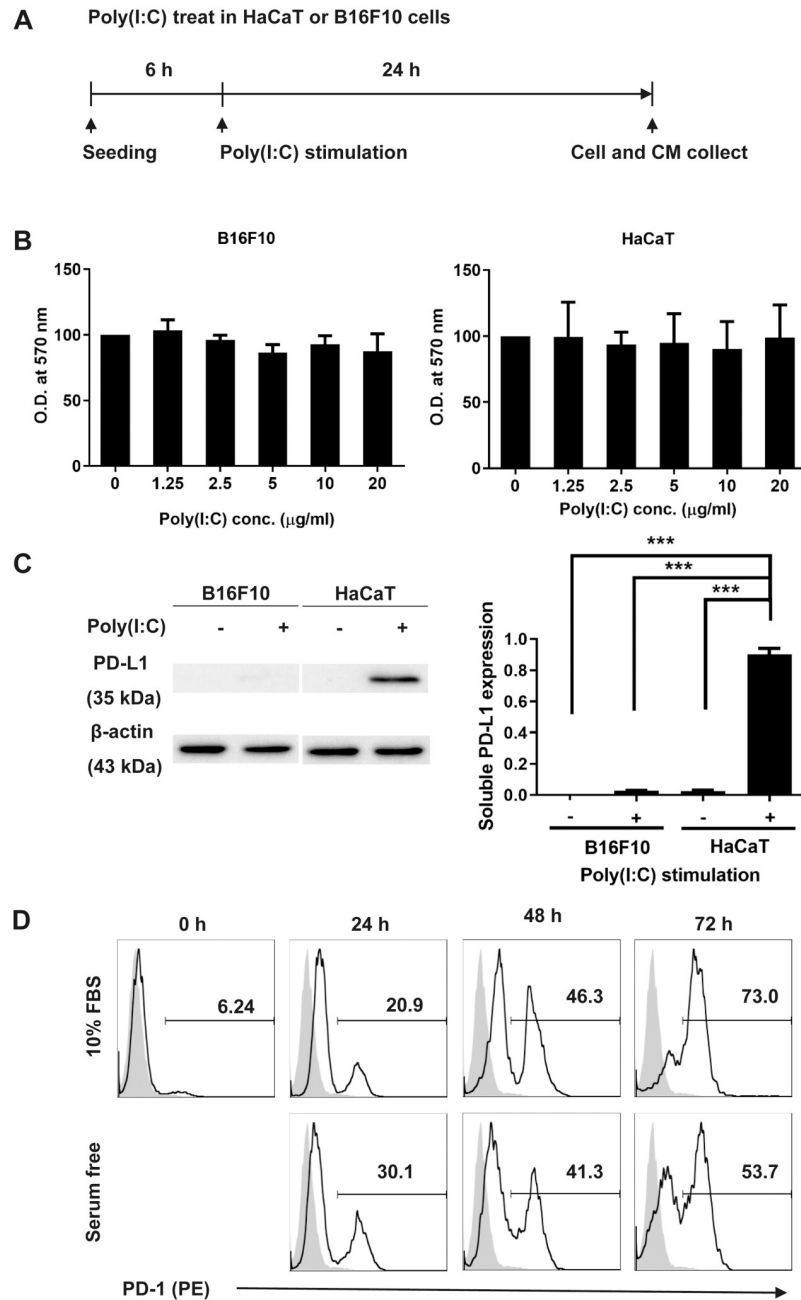 A Poly(I:C) treat in HaCaT or B16F10 cells
6 h 24 h
Seeding Poly(I:C) stimulation Cell and CM collect
B
B16F10
O.D. at 570 nm
150
100
50
0
0 1.25 2.5 5 10 20
Poly(I:C) conc. (μg/ml)
HaCaT
O.D. at 570 nm
150
100
50
0
0 1.25 2.5 5 10 20
Poly(I:C) conc. (μg/ml)
C
B16F10 HaCaT
Poly(I:C) - + - +
PD-L1
(35 kDa)
β-actin
(43 kDa)
***
***
***
Soluble PD-L1 expression
1.0
0.8
0.6
0.4
0.2
0.0
- + - +
B16F10 HaCaT
Poly(I:C) stimulation
D
0 h 24 h 48 h 72 h
10% FBS
6.24 20.9 46.3 73.0
Serum free
30.1 41.3 53.7
PD-1 (PE)